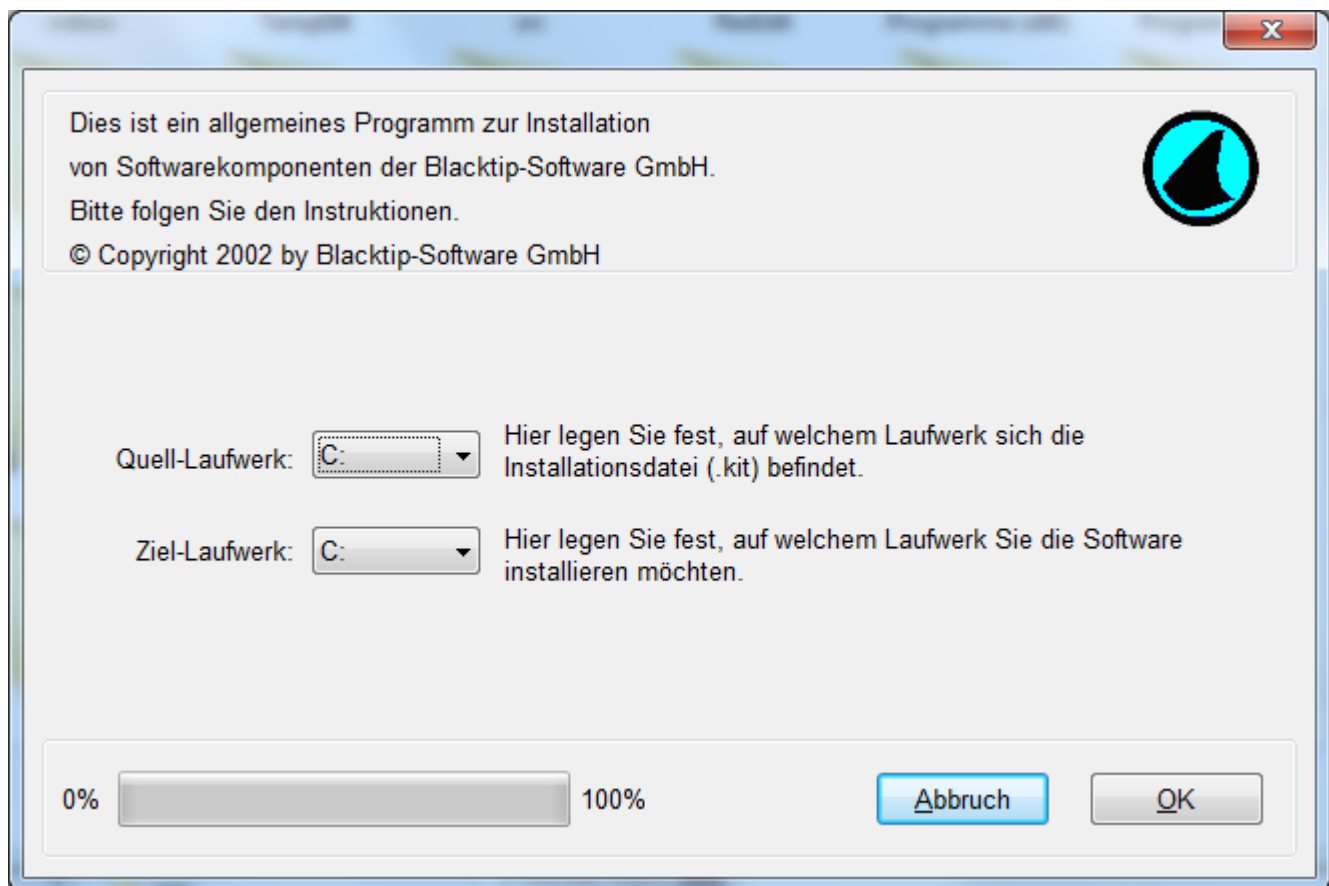 Dies ist ein allgemeines Programm zur Installation
von Softwarekomponenten der Blacktip-Software GmbH.
Bitte folgen Sie den Instruktionen.
© Copyright 2002 by Blacktip-Software GmbH
Quell-Laufwerk:
C:
Hier legen Sie fest, auf welchem Laufwerk sich die
Installationsdatei (.kit) befindet.
Ziel-Laufwerk:
C:
Hier legen Sie fest, auf welchem Laufwerk Sie die Software
installieren möchten.
0%
100%
Abbruch
OK